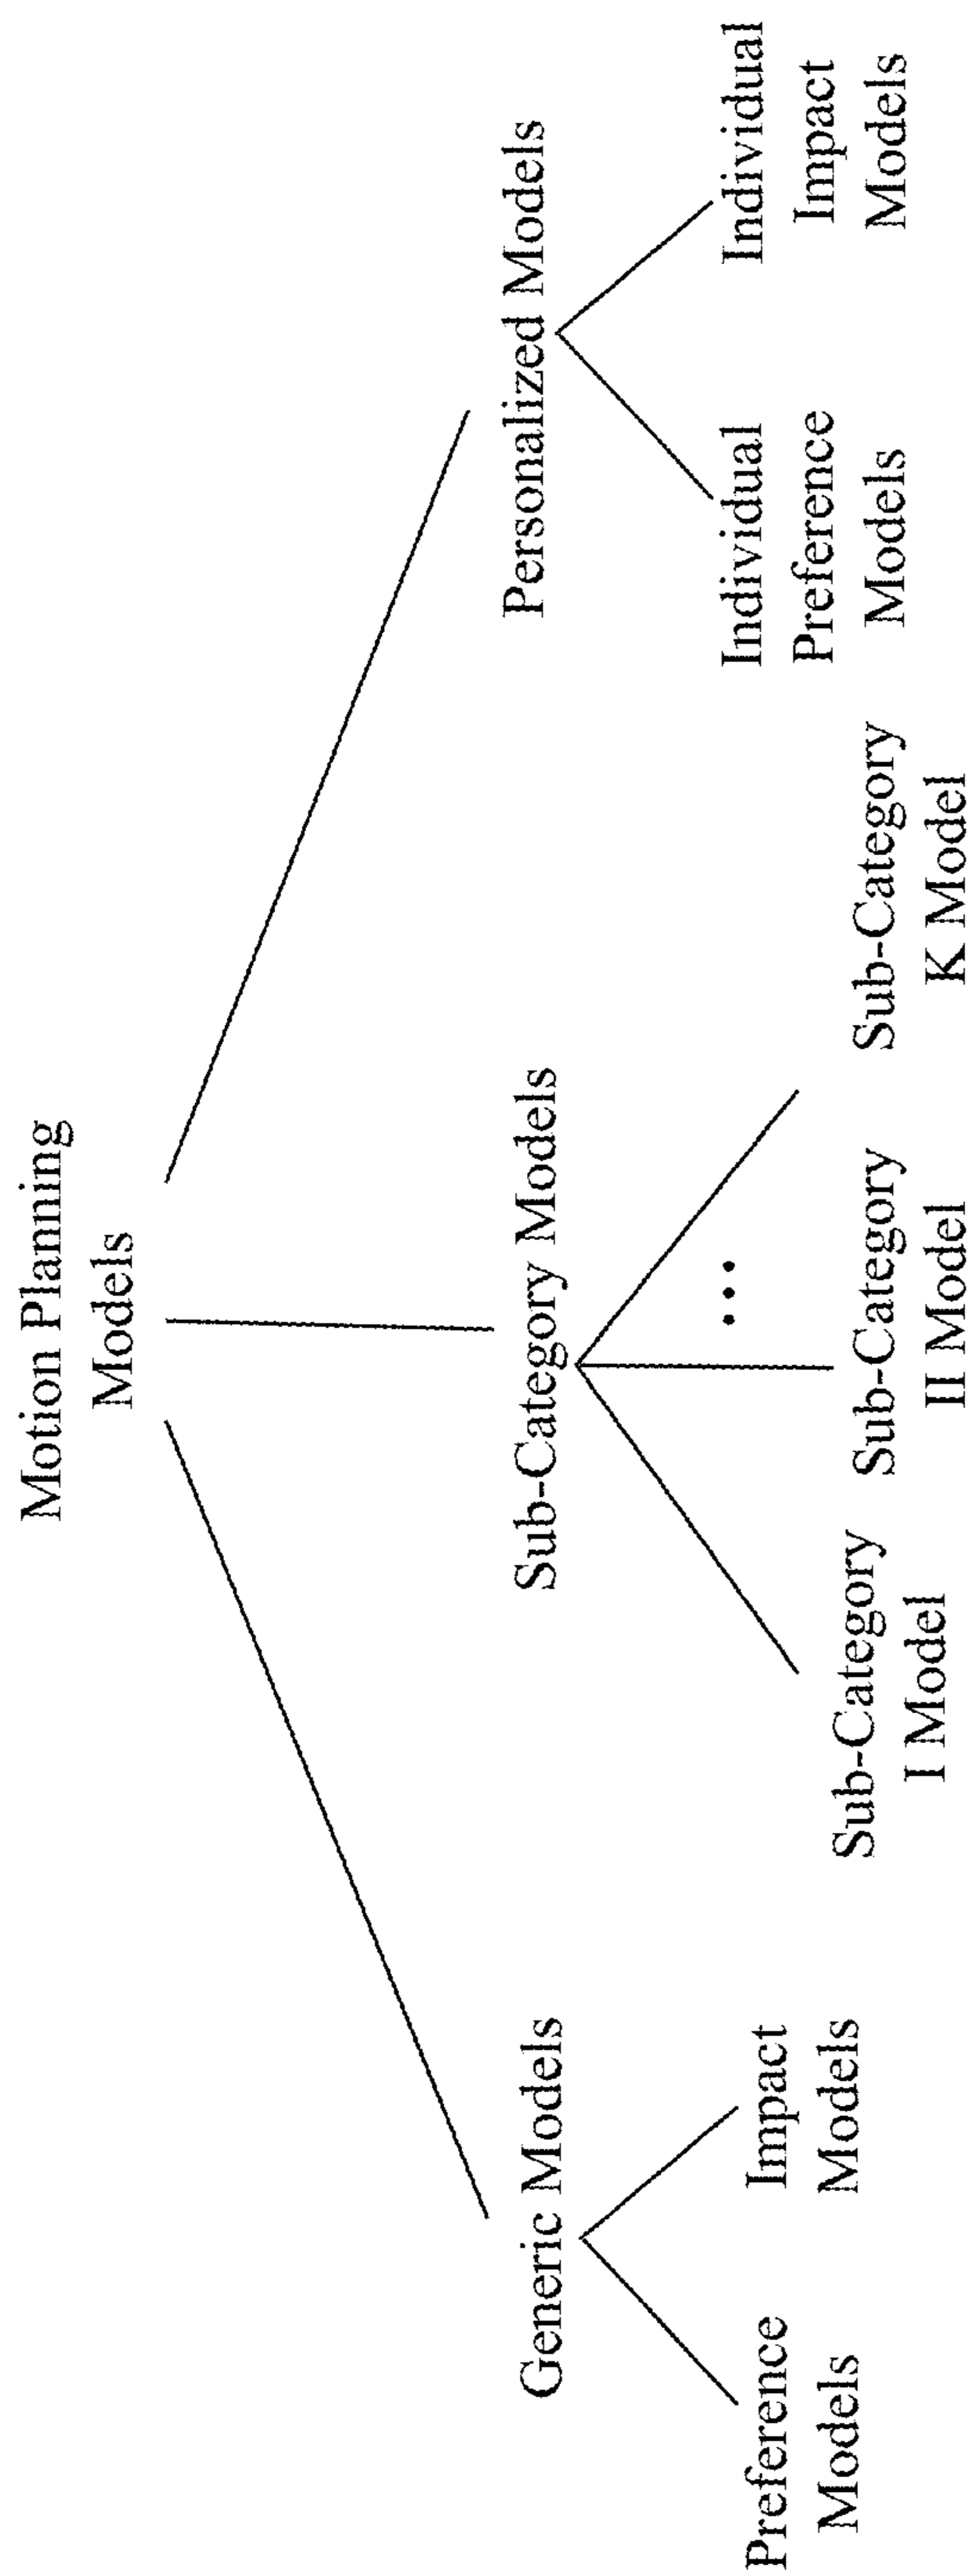 Motion Planning
Models
Generic Models
Sub-Category Models
Personalized Models
Preference
Models
Impact
Models
Sub-Category
I Model
Sub-Category
II Model
...
Sub-Category
K Model
Individual
Preference
Models
Individual
Impact
Models